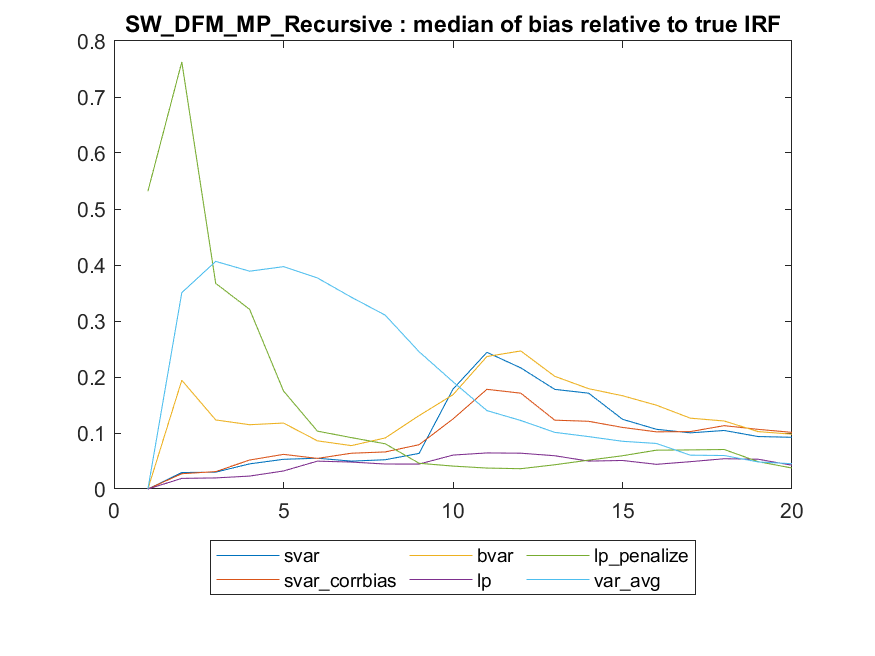 SW_DFM_MP_Recursive : median of bias relative to true IRF
0.8
0.7
0.6
0.5
0.4
0.3
0.2
0.1
0
0 5 10 15 20
svar bvar lp_penalize
svar_corrbias lp var_avg